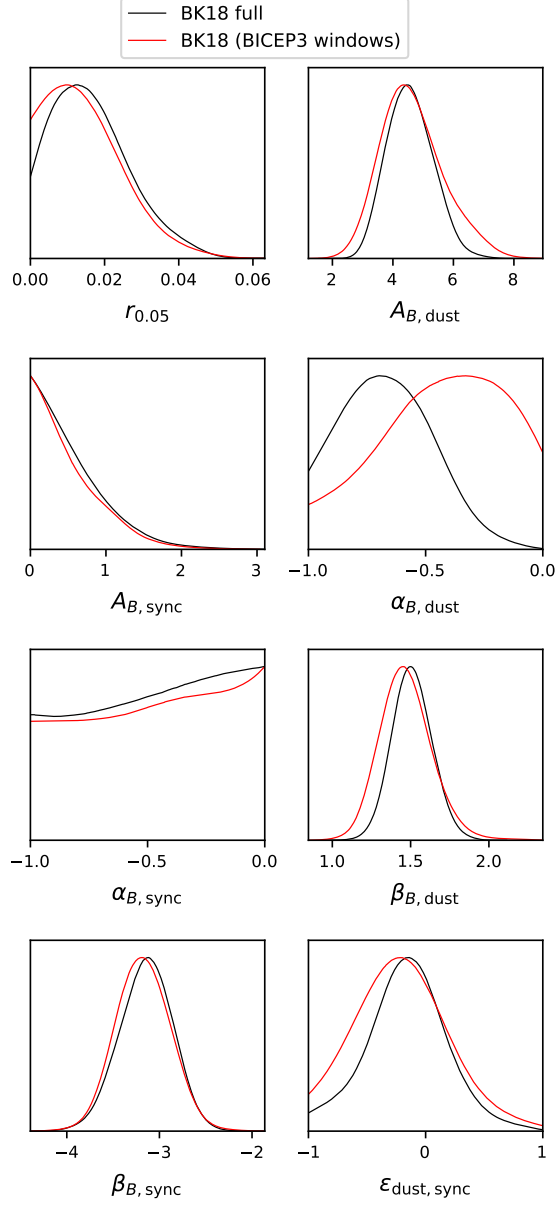 BK18 full
BK18 (BICEP3 windows)
0.00 0.02 0.04 0.06
r0.05
2 4 6 8
AB, dust
0 1 2 3
AB, sync
−1.0 −0.5 0.0
αB, dust
−1.0 −0.5 0.0
αB, sync
1.0 1.5 2.0
βB, dust
−4 −3 −2
βB, sync
−1 0 1
εdust, sync